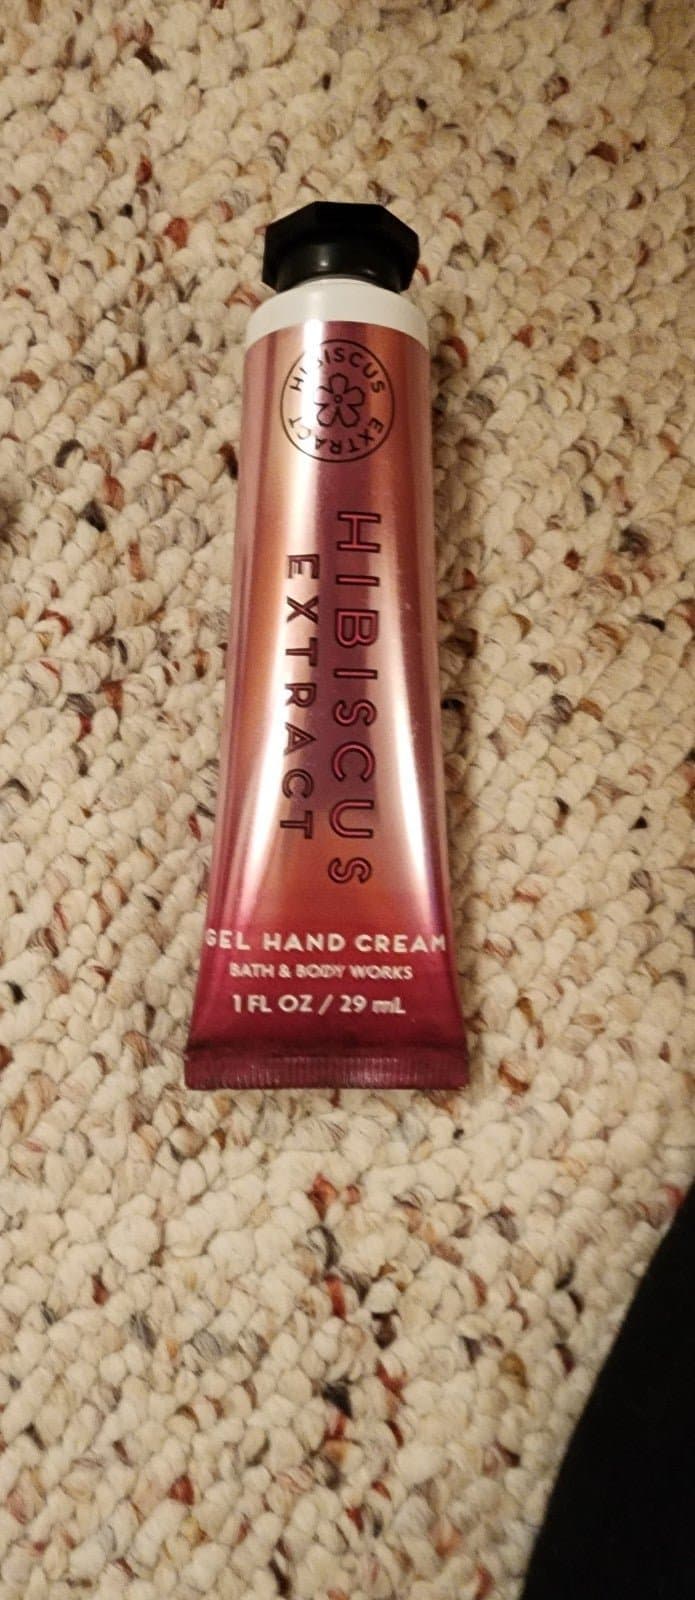 HIBISCUS EXTRACT
HIBISCUS
EXTRACT
GEL HAND CREAM
BATH & BODY WORKS
1 FL OZ / 29 mL